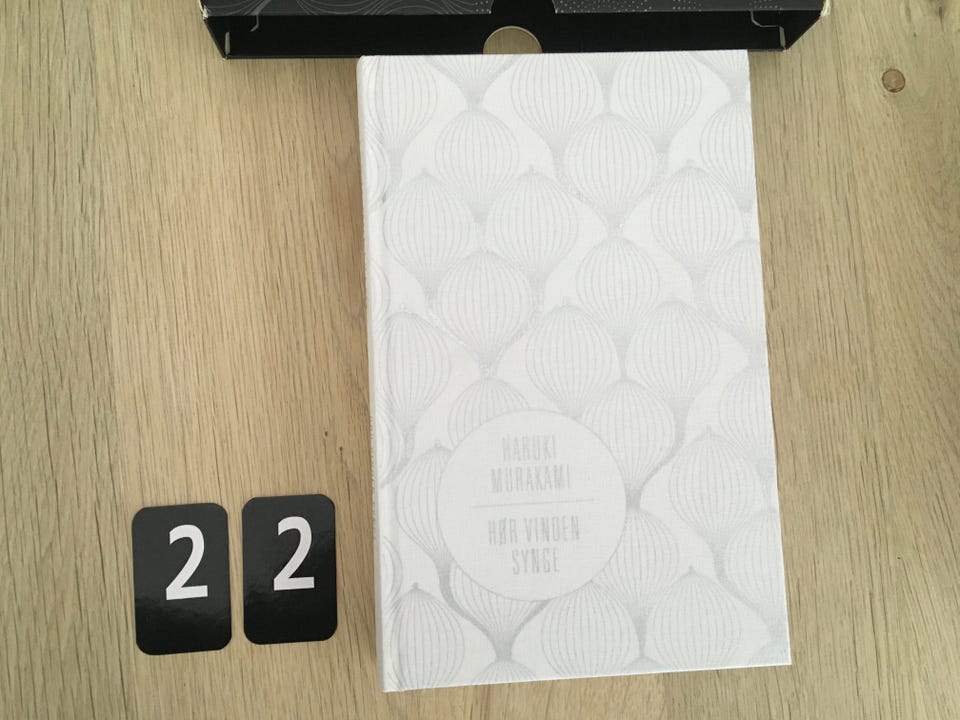 HARUKI
MURAKAMI
HØR VINDEN
SYNGE
2 2